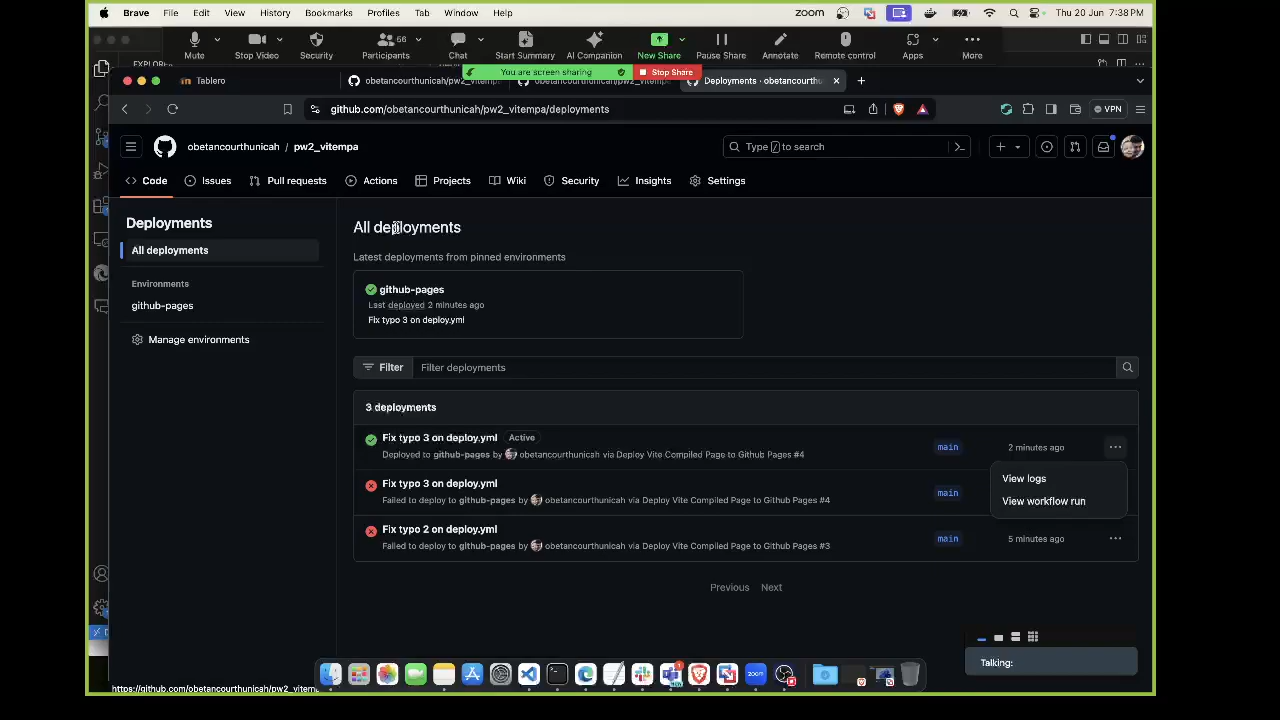 Brave File Edit View History Bookmarks Profiles Tab Window Help zoom Thu 20 Jun 7:38 PM
Mute Stop Video Security Participants 66 Chat Start Summary AI Companion New Share Pause Share Annotate Remote control Apps More
You are screen sharing Stop Share
Tablero obetancourthunicah/pw2_vitempa Deployments · obetancourthu
github.com/obetancourthunicah/pw2_vitempa/deployments VPN
obetancourthunicah / pw2_vitempa Type / to search
Code Issues Pull requests Actions Projects Wiki Security Insights Settings
Deployments
All deployments
Environments
github-pages
Manage environments
All deployments
Latest deployments from pinned environments
github-pages
Last deployed 2 minutes ago
Fix typo 3 on deploy.yml
Filter Filter deployments
3 deployments
Fix typo 3 on deploy.yml Active
Deployed to github-pages by obetancourthunicah via Deploy Vite Compiled Page to Github Pages #4
main 2 minutes ago
View logs
View workflow run
Fix typo 3 on deploy.yml
Failed to deploy to github-pages by obetancourthunicah via Deploy Vite Compiled Page to Github Pages #4
main
Fix typo 2 on deploy.yml
Failed to deploy to github-pages by obetancourthunicah via Deploy Vite Compiled Page to Github Pages #3
main 5 minutes ago
Previous Next
Talking:
zoom
https://github.com/obetancourthunicah/pw2_vitemp